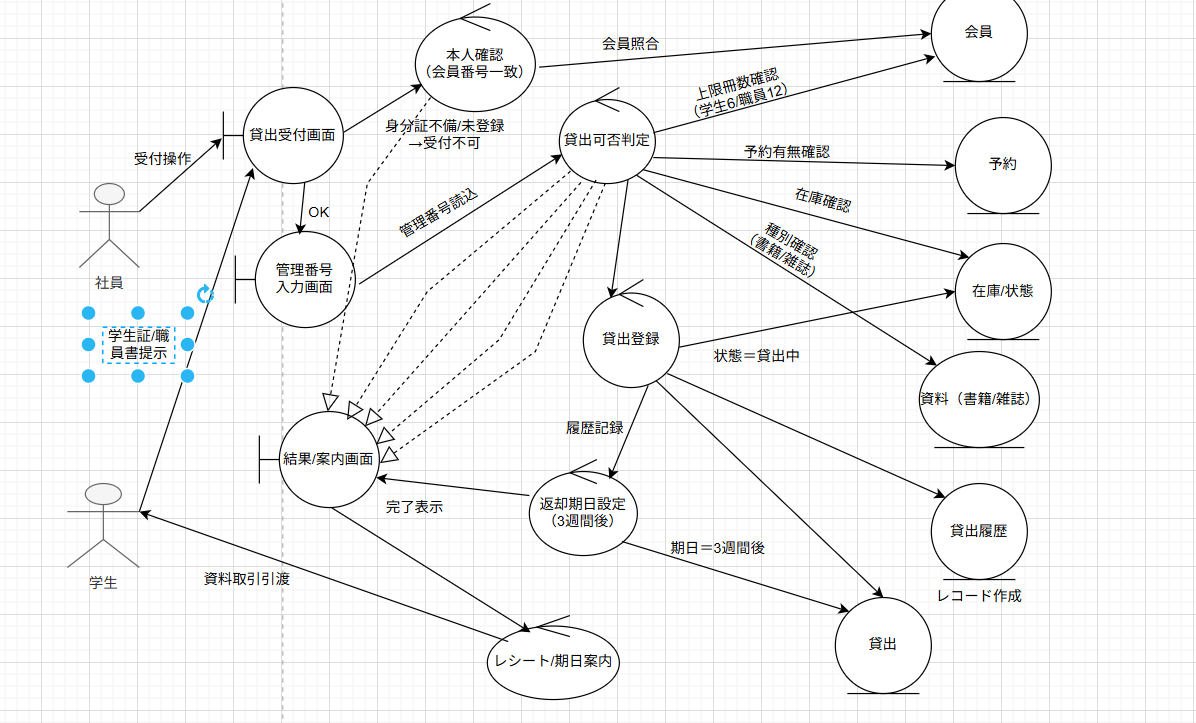 会員
本人確認
（会員番号一致）
会員照合
上限冊数確認
（学生6/職員12）
貸出受付画面
身分証不備/未登録
→受付不可
貸出可否判定
予約有無確認
予約
受付操作
在庫確認
管理番号読込
OK
種別確認
（書籍/雑誌）
社員
管理番号
入力画面
在庫/状態
学生証/職
員書提示
貸出登録
状態＝貸出中
資料（書籍/雑誌）
履歴記録
結果/案内画面
完了表示
返却期日設定
（3週間後）
貸出履歴
期日＝3週間後
学生
資料取引引渡
レコード作成
貸出
レシート/期日案内